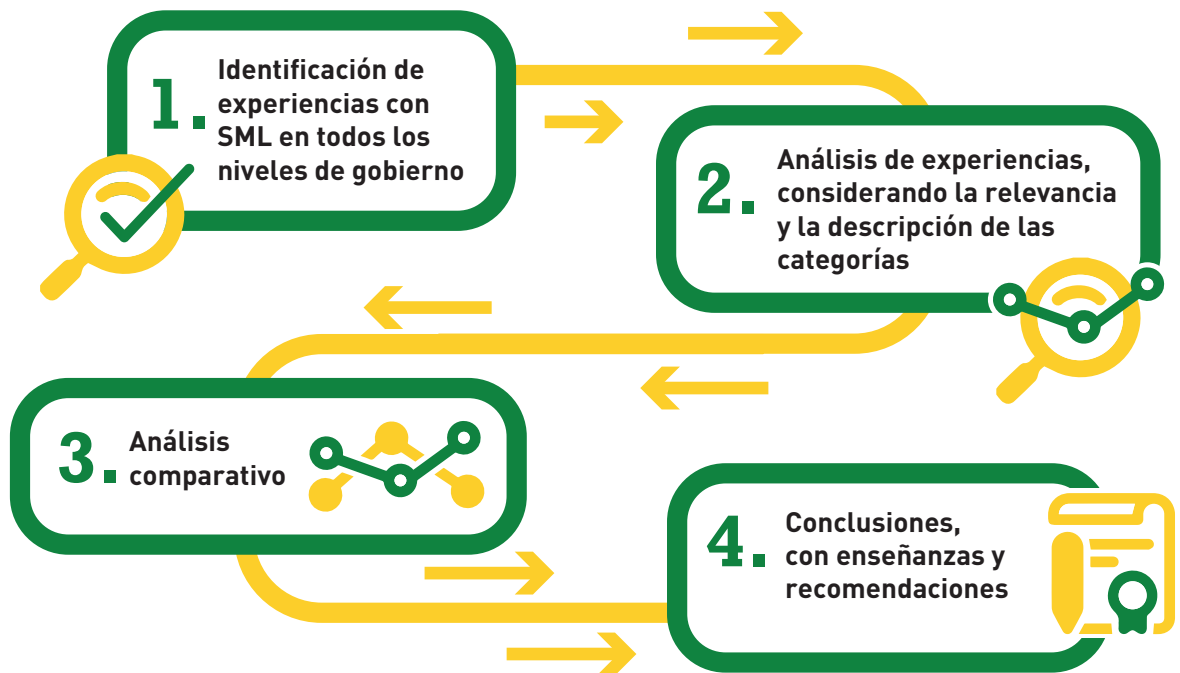 1.
Identificación de
experiencias con
SML en todos los
niveles de gobierno
2.
Análisis de experiencias,
considerando la relevancia
y la descripción de las
categorías
3.
Análisis
comparativo
4.
Conclusiones,
con enseñanzas y
recomendaciones